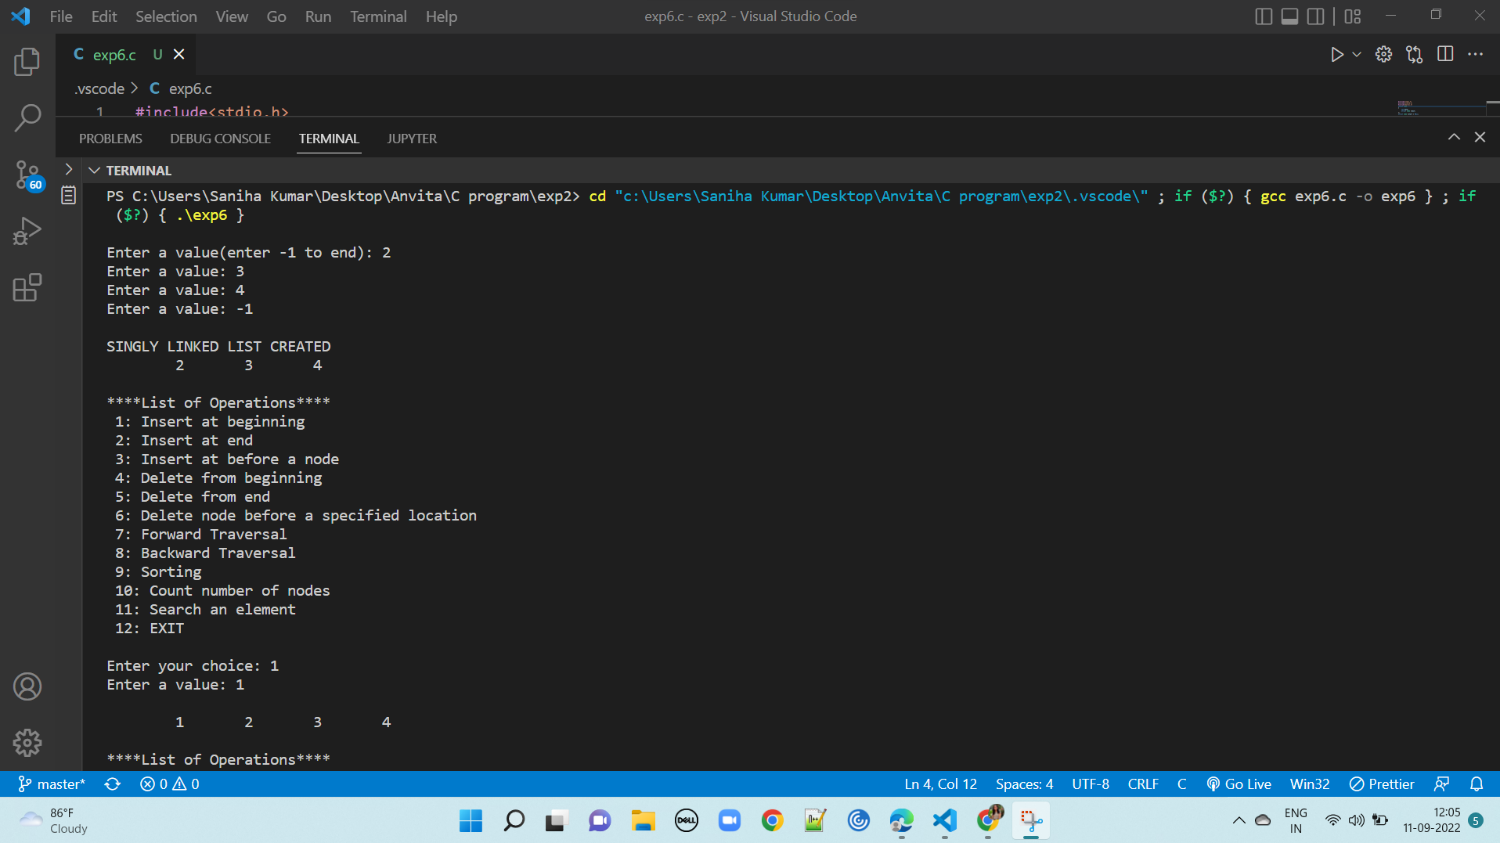 File Edit Selection View Go Run Terminal Help exp6.c - exp2 - Visual Studio Code
C exp6.c U
.vscode > C exp6.c
1 #include<stdio.h>
PROBLEMS DEBUG CONSOLE TERMINAL JUPYTER
TERMINAL
60
PS C:\Users\Saniha Kumar\Desktop\Anvita\C program\exp2> cd "c:\Users\Saniha Kumar\Desktop\Anvita\C program\exp2\.vscode\" ; if ($?) { gcc exp6.c -o exp6 } ; if
($?) { .\exp6 }
Enter a value(enter -1 to end): 2
Enter a value: 3
Enter a value: 4
Enter a value: -1
SINGLY LINKED LIST CREATED
2 3 4
****List of Operations****
1: Insert at beginning
2: Insert at end
3: Insert at before a node
4: Delete from beginning
5: Delete from end
6: Delete node before a specified location
7: Forward Traversal
8: Backward Traversal
9: Sorting
10: Count number of nodes
11: Search an element
12: EXIT
Enter your choice: 1
Enter a value: 1
1 2 3 4
****List of Operations****
master* 0 0 Ln 4, Col 12 Spaces: 4 UTF-8 CRLF C Go Live Win32 Prettier
86°F
Cloudy
DELL
ENG
IN
12:05
11-09-2022
5